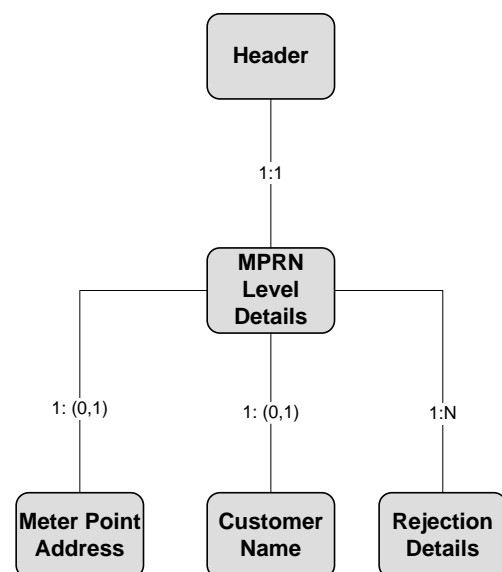 Header
1:1
MPRN
Level
Details
1: (0,1)
1: (0,1)
1:N
Meter Point
Address
Customer
Name
Rejection
Details